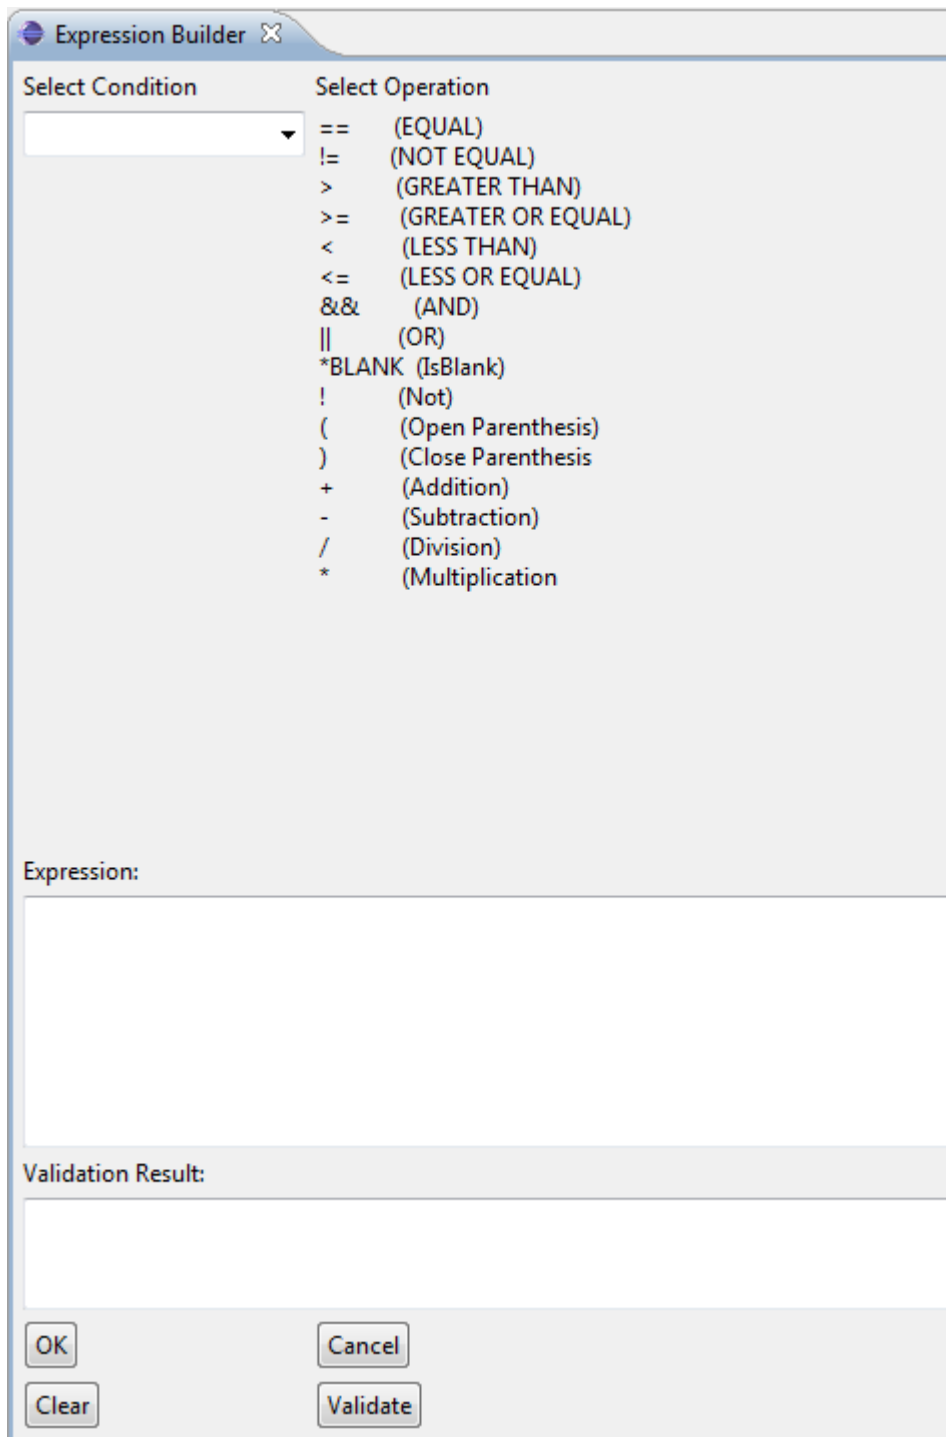 Expression Builder
Select Condition
Select Operation
== (EQUAL)
!= (NOT EQUAL)
> (GREATER THAN)
>= (GREATER OR EQUAL)
< (LESS THAN)
<= (LESS OR EQUAL)
&& (AND)
|| (OR)
*BLANK (IsBlank)
! (Not)
( (Open Parenthesis)
) (Close Parenthesis
+ (Addition)
- (Subtraction)
/ (Division)
* (Multiplication
Expression:
Validation Result:
OK Cancel
Clear Validate